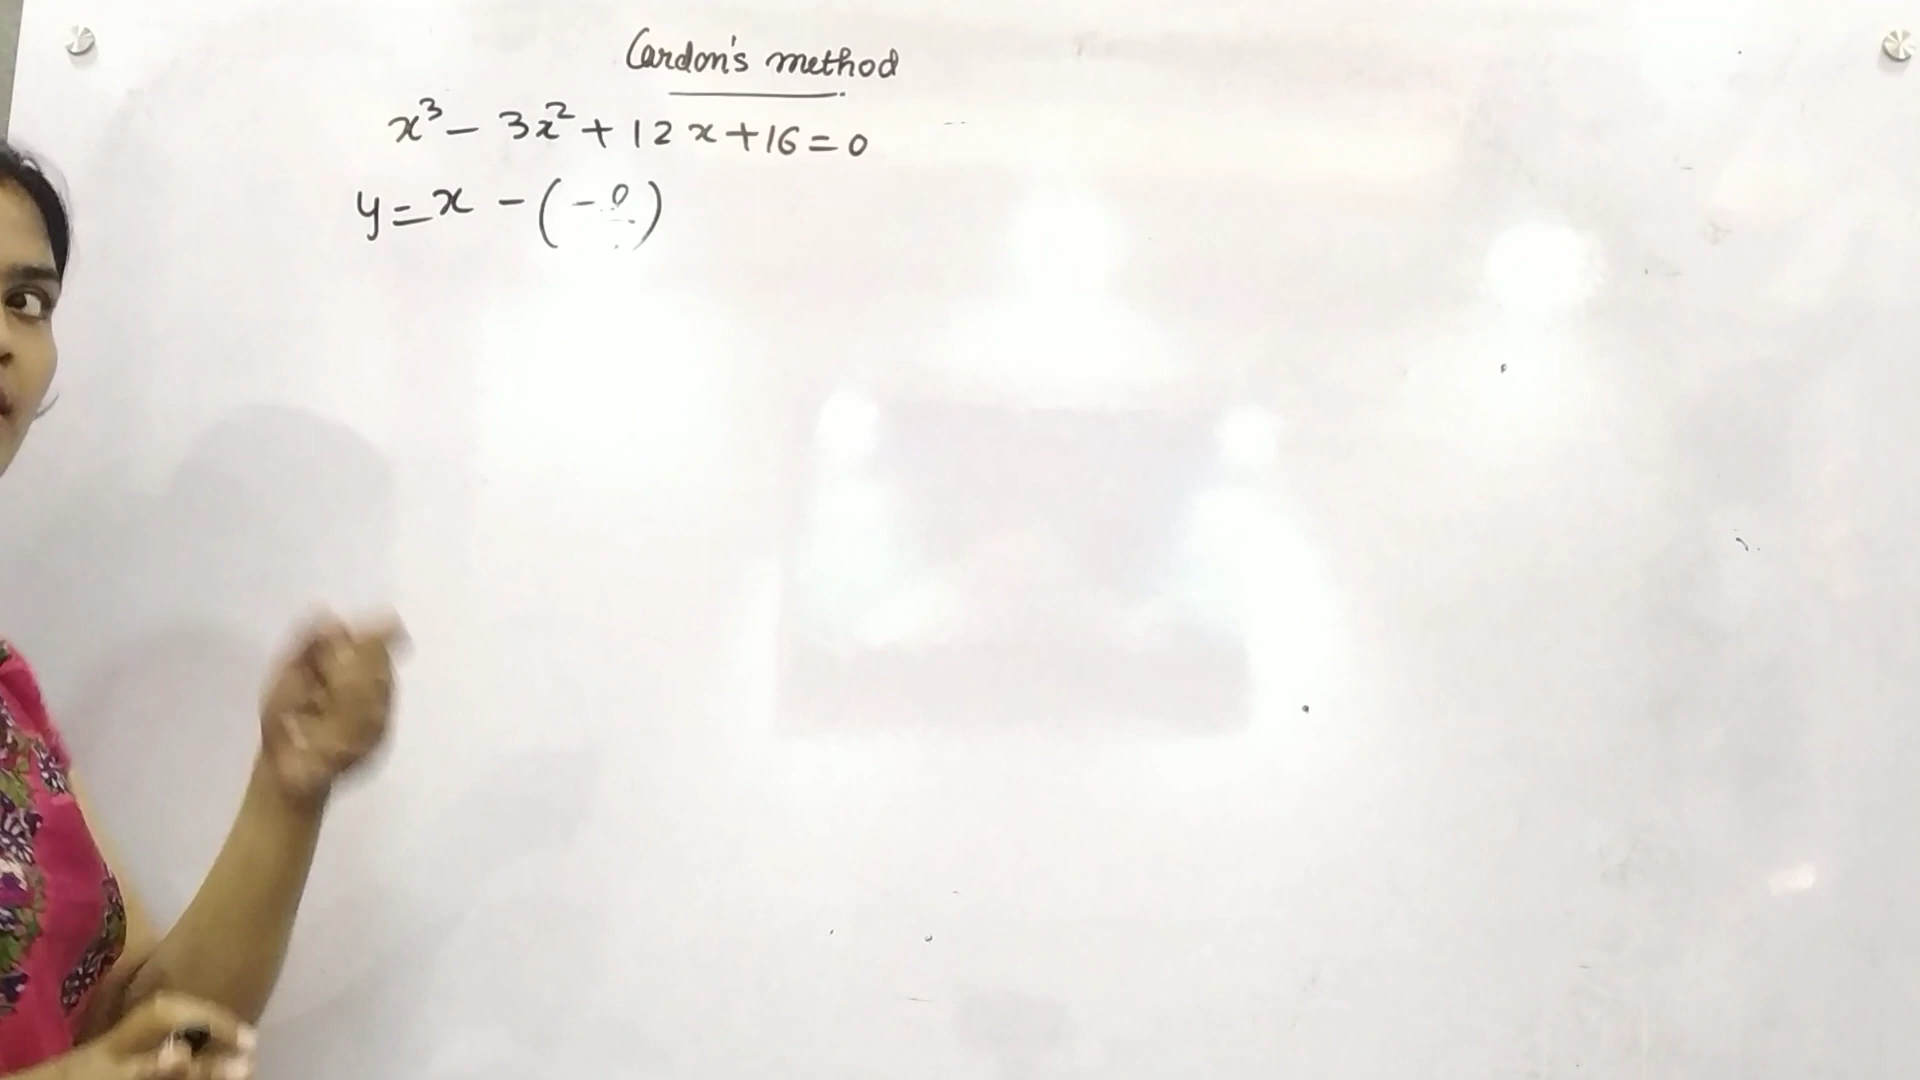 Cardon's method
x³ - 3x² + 12x + 16 = 0
y = x - (-